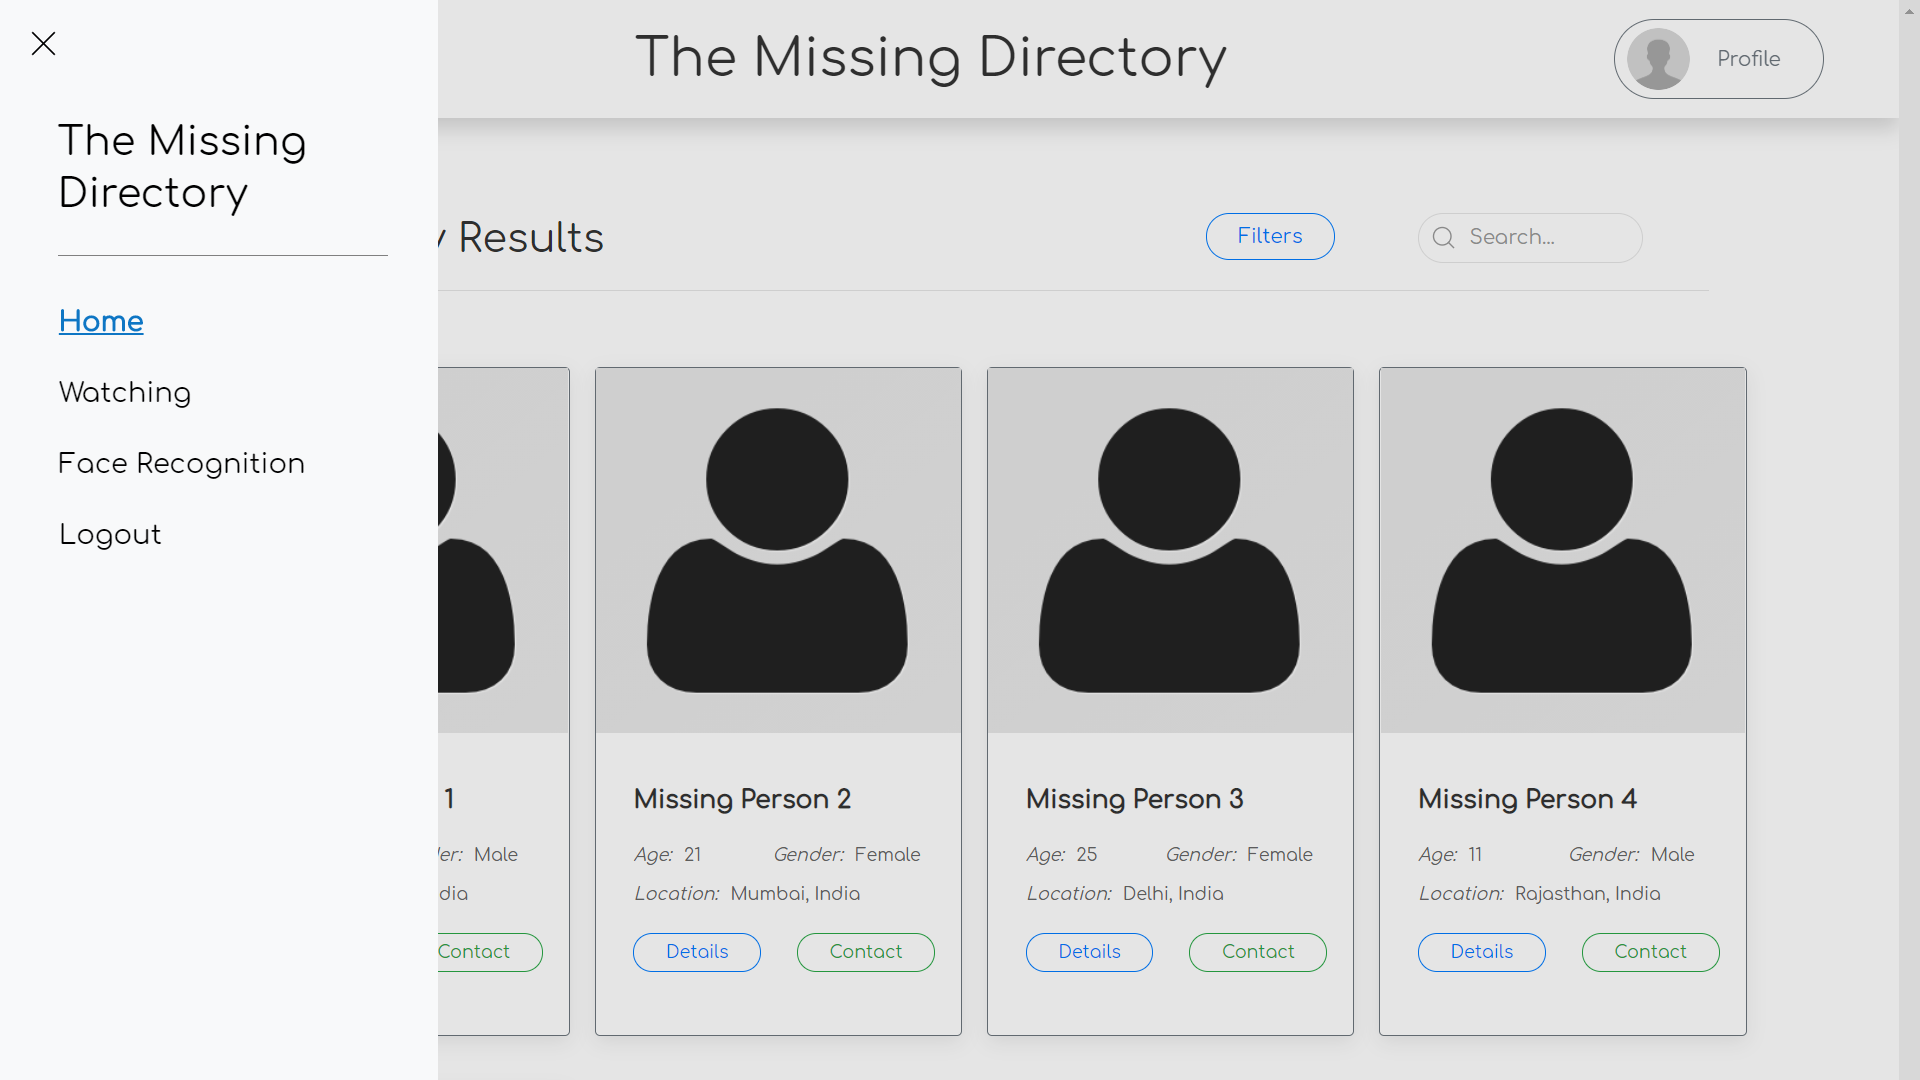 The Missing Directory
Profile
The Missing
Directory
Home
Watching
Face Recognition
Logout
Results
Filters
Search...
1
Male
Contact
Missing Person 2
Age: 21 Gender: Female
Location: Mumbai, India
Details Contact
Missing Person 3
Age: 25 Gender: Female
Location: Delhi, India
Details Contact
Missing Person 4
Age: 11 Gender: Male
Location: Rajasthan, India
Details Contact